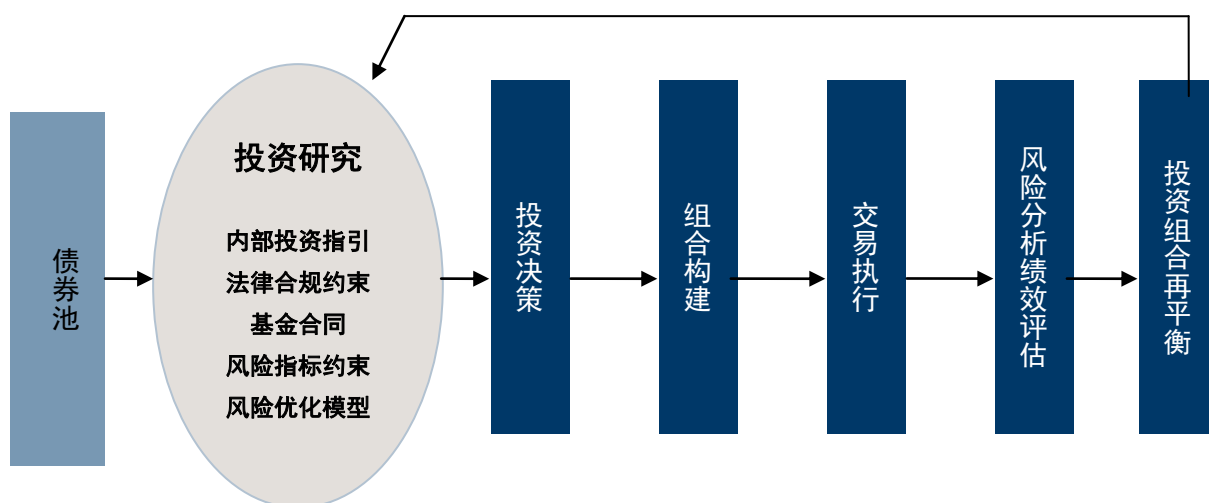 债券池
投资研究
内部投资指引
法律合规约束
基金合同
风险指标约束
风险优化模型
投资决策
组合构建
交易执行
风险分析绩效评估
投资组合再平衡